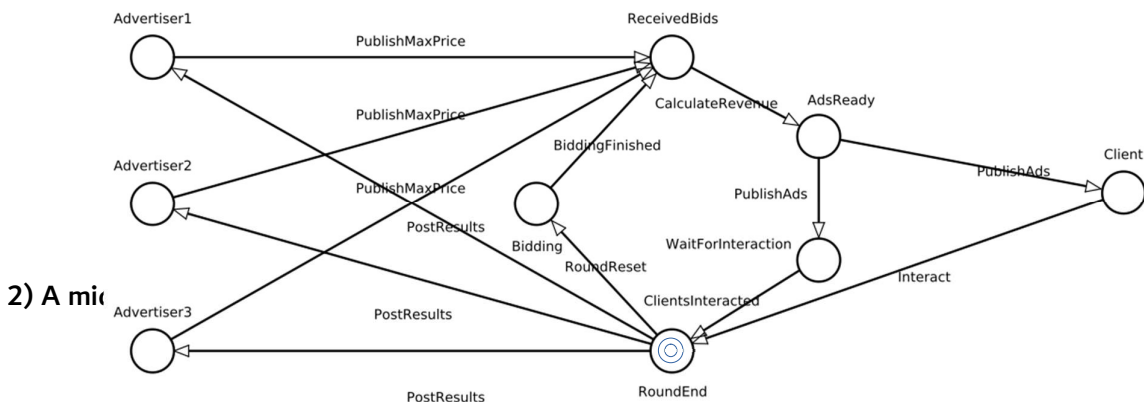 Advertiser1
ReceivedBids
PublishMaxPrice
CalculateRevenue
AdsReady
PublishMaxPrice
BiddingFinished
Advertiser2
Client
PublishAds
PublishMaxPrice
PublishAds
PostResults
Bidding
WaitForInteraction
RoundReset
Interact
2) A
ClientsInteracted
Advertiser3
PostResults
RoundEnd
PostResults